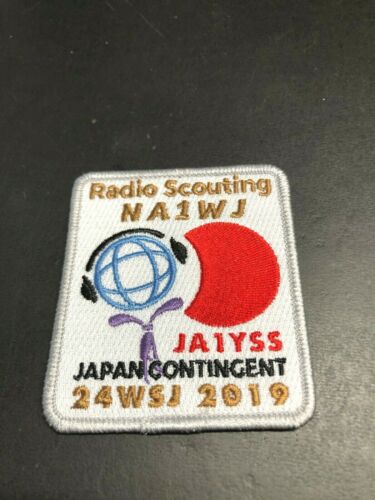 Radio Scouting
NA1WJ
JA1YSS
JAPAN CONTINGENT
24WSJ 2019